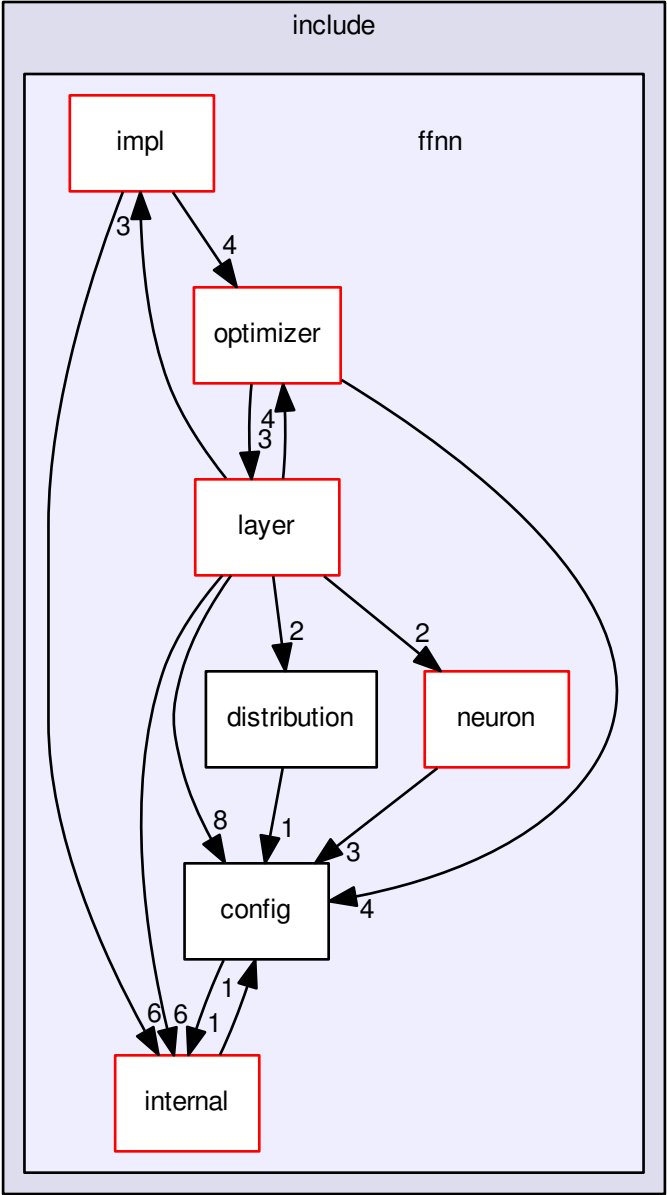 include
impl
ffnn
3
4
optimizer
4
3
layer
2
2
distribution
neuron
8
1
3
config
4
1
6
6
1
internal